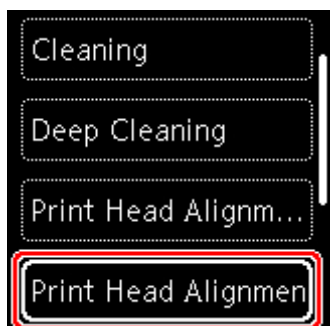 Cleaning
Deep Cleaning
Print Head Alignm...
Print Head Alignmen